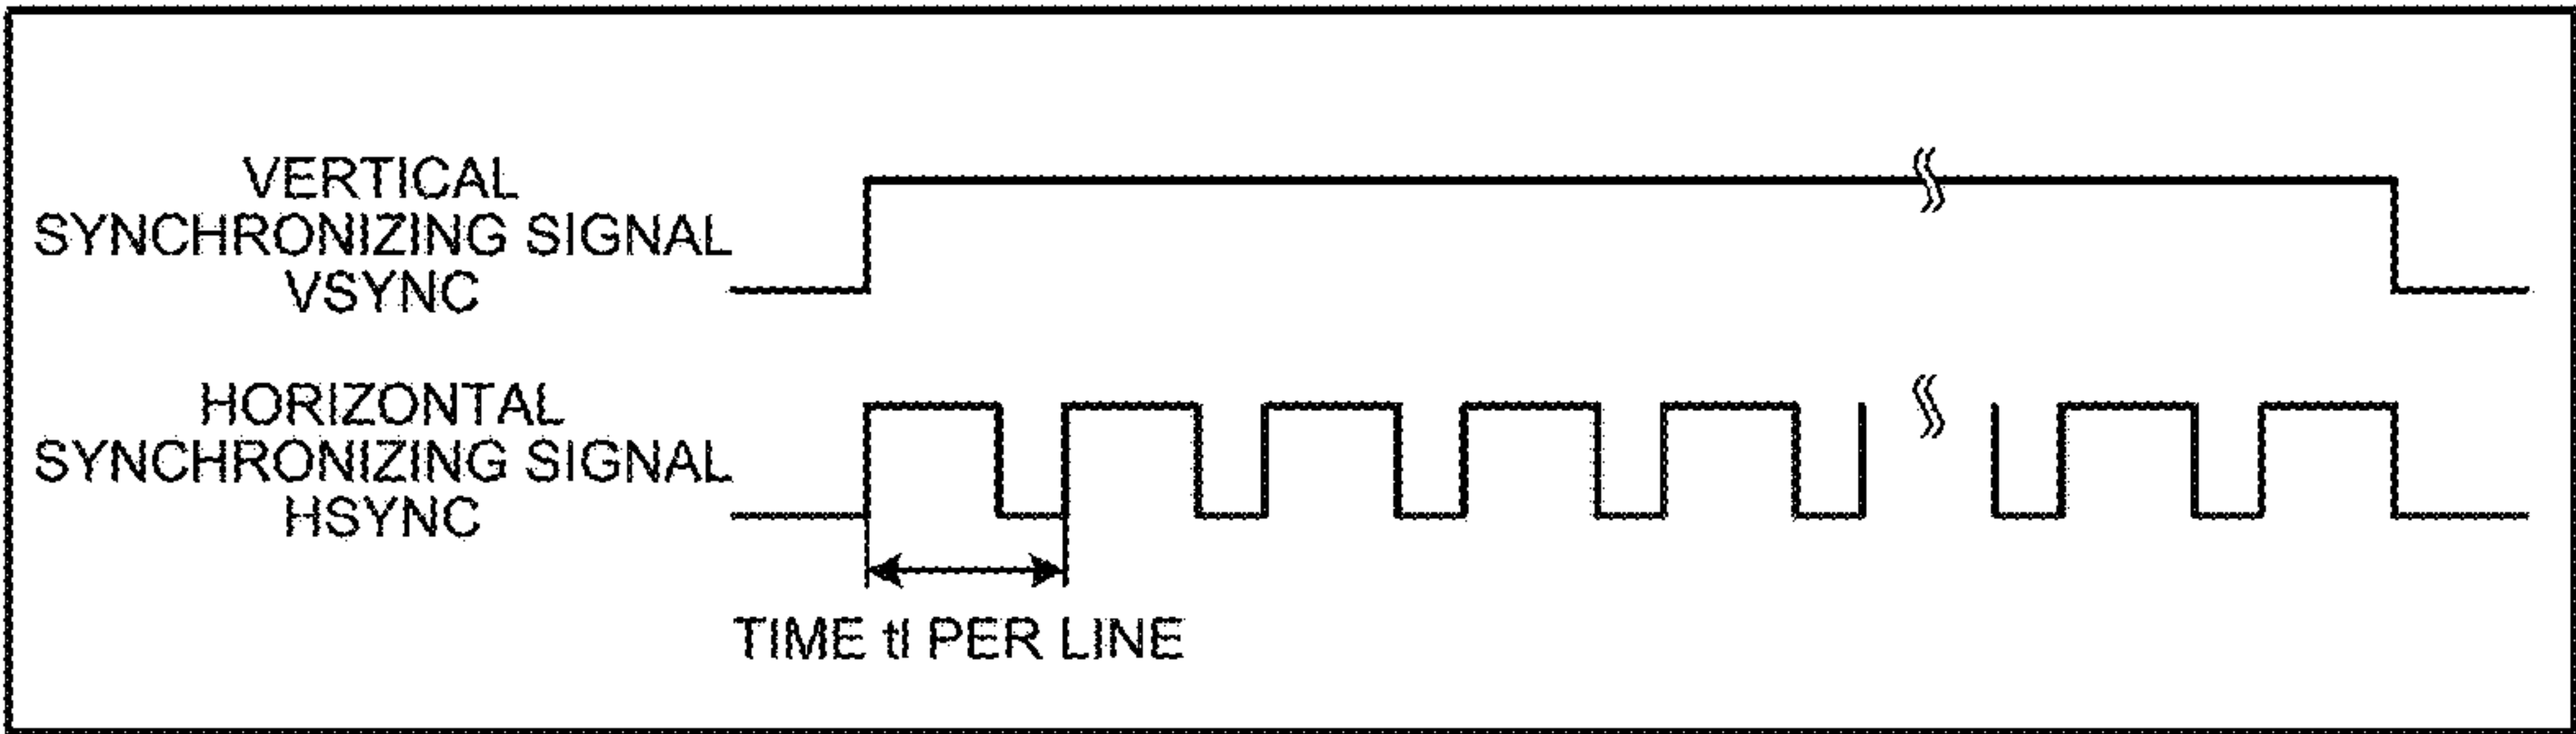 VERTICAL
SYNCHRONIZING SIGNAL
VSYNC
HORIZONTAL
SYNCHRONIZING SIGNAL
HSYNC
TIME tl PER LINE